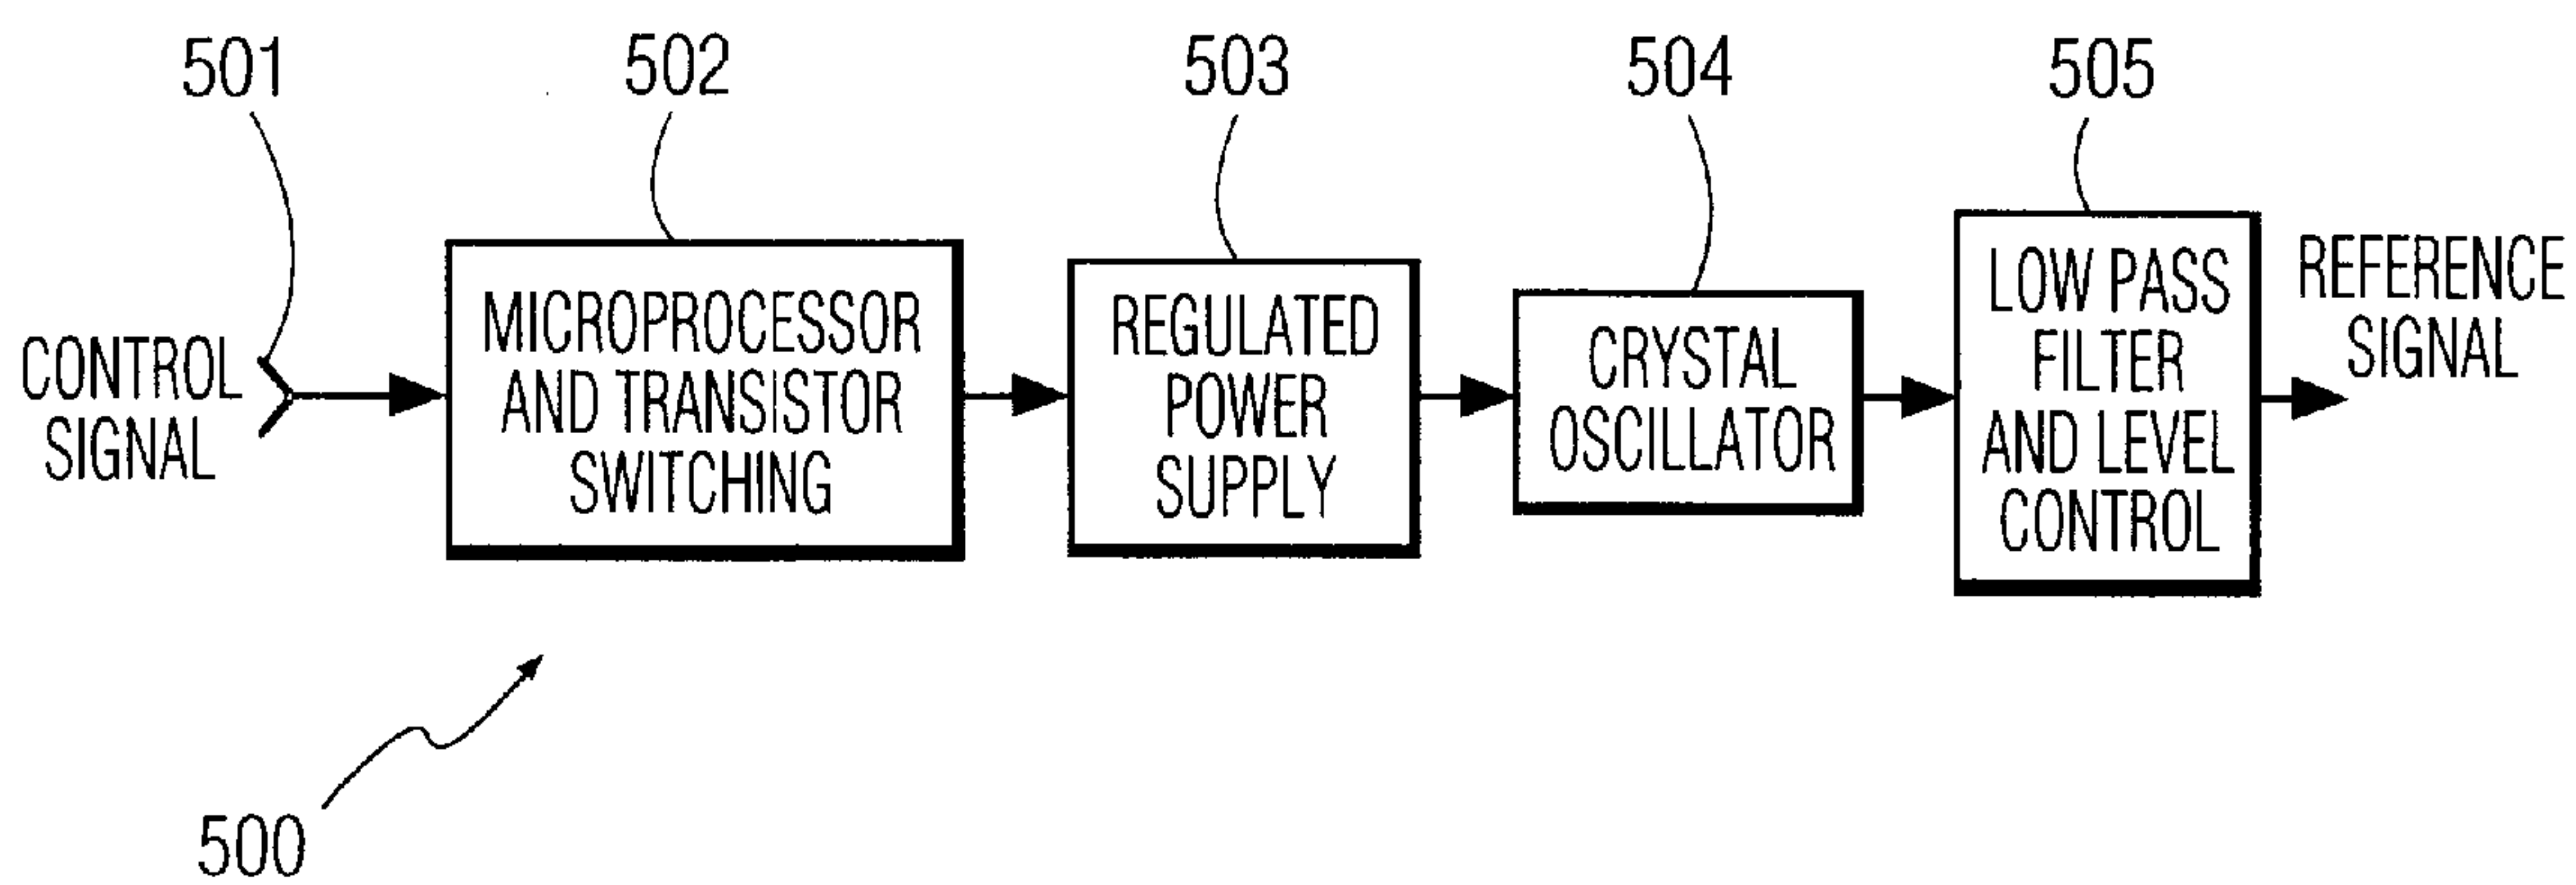 501
502
503
504
505
CONTROL
SIGNAL
MICROPROCESSOR
AND TRANSISTOR
SWITCHING
REGULATED
POWER
SUPPLY
CRYSTAL
OSCILLATOR
LOW PASS
FILTER
AND LEVEL
CONTROL
REFERENCE
SIGNAL
500